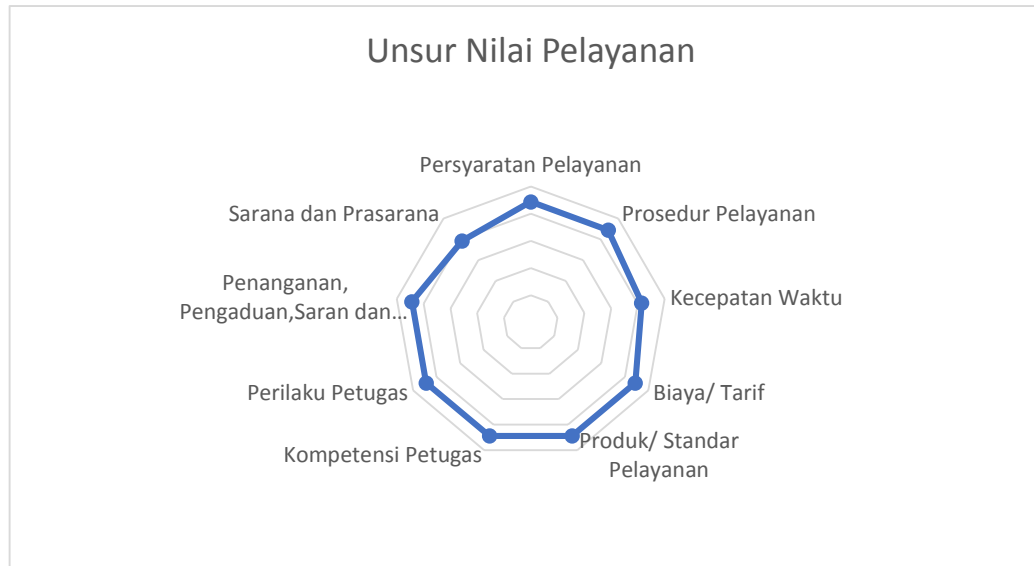 Unsur Nilai Pelayanan
Persyaratan Pelayanan
Prosedur Pelayanan
Kecepatan Waktu
Biaya/ Tarif
Produk/ Standar
Pelayanan
Kompetensi Petugas
Perilaku Petugas
Penanganan,
Pengaduan,Saran dan...
Sarana dan Prasarana